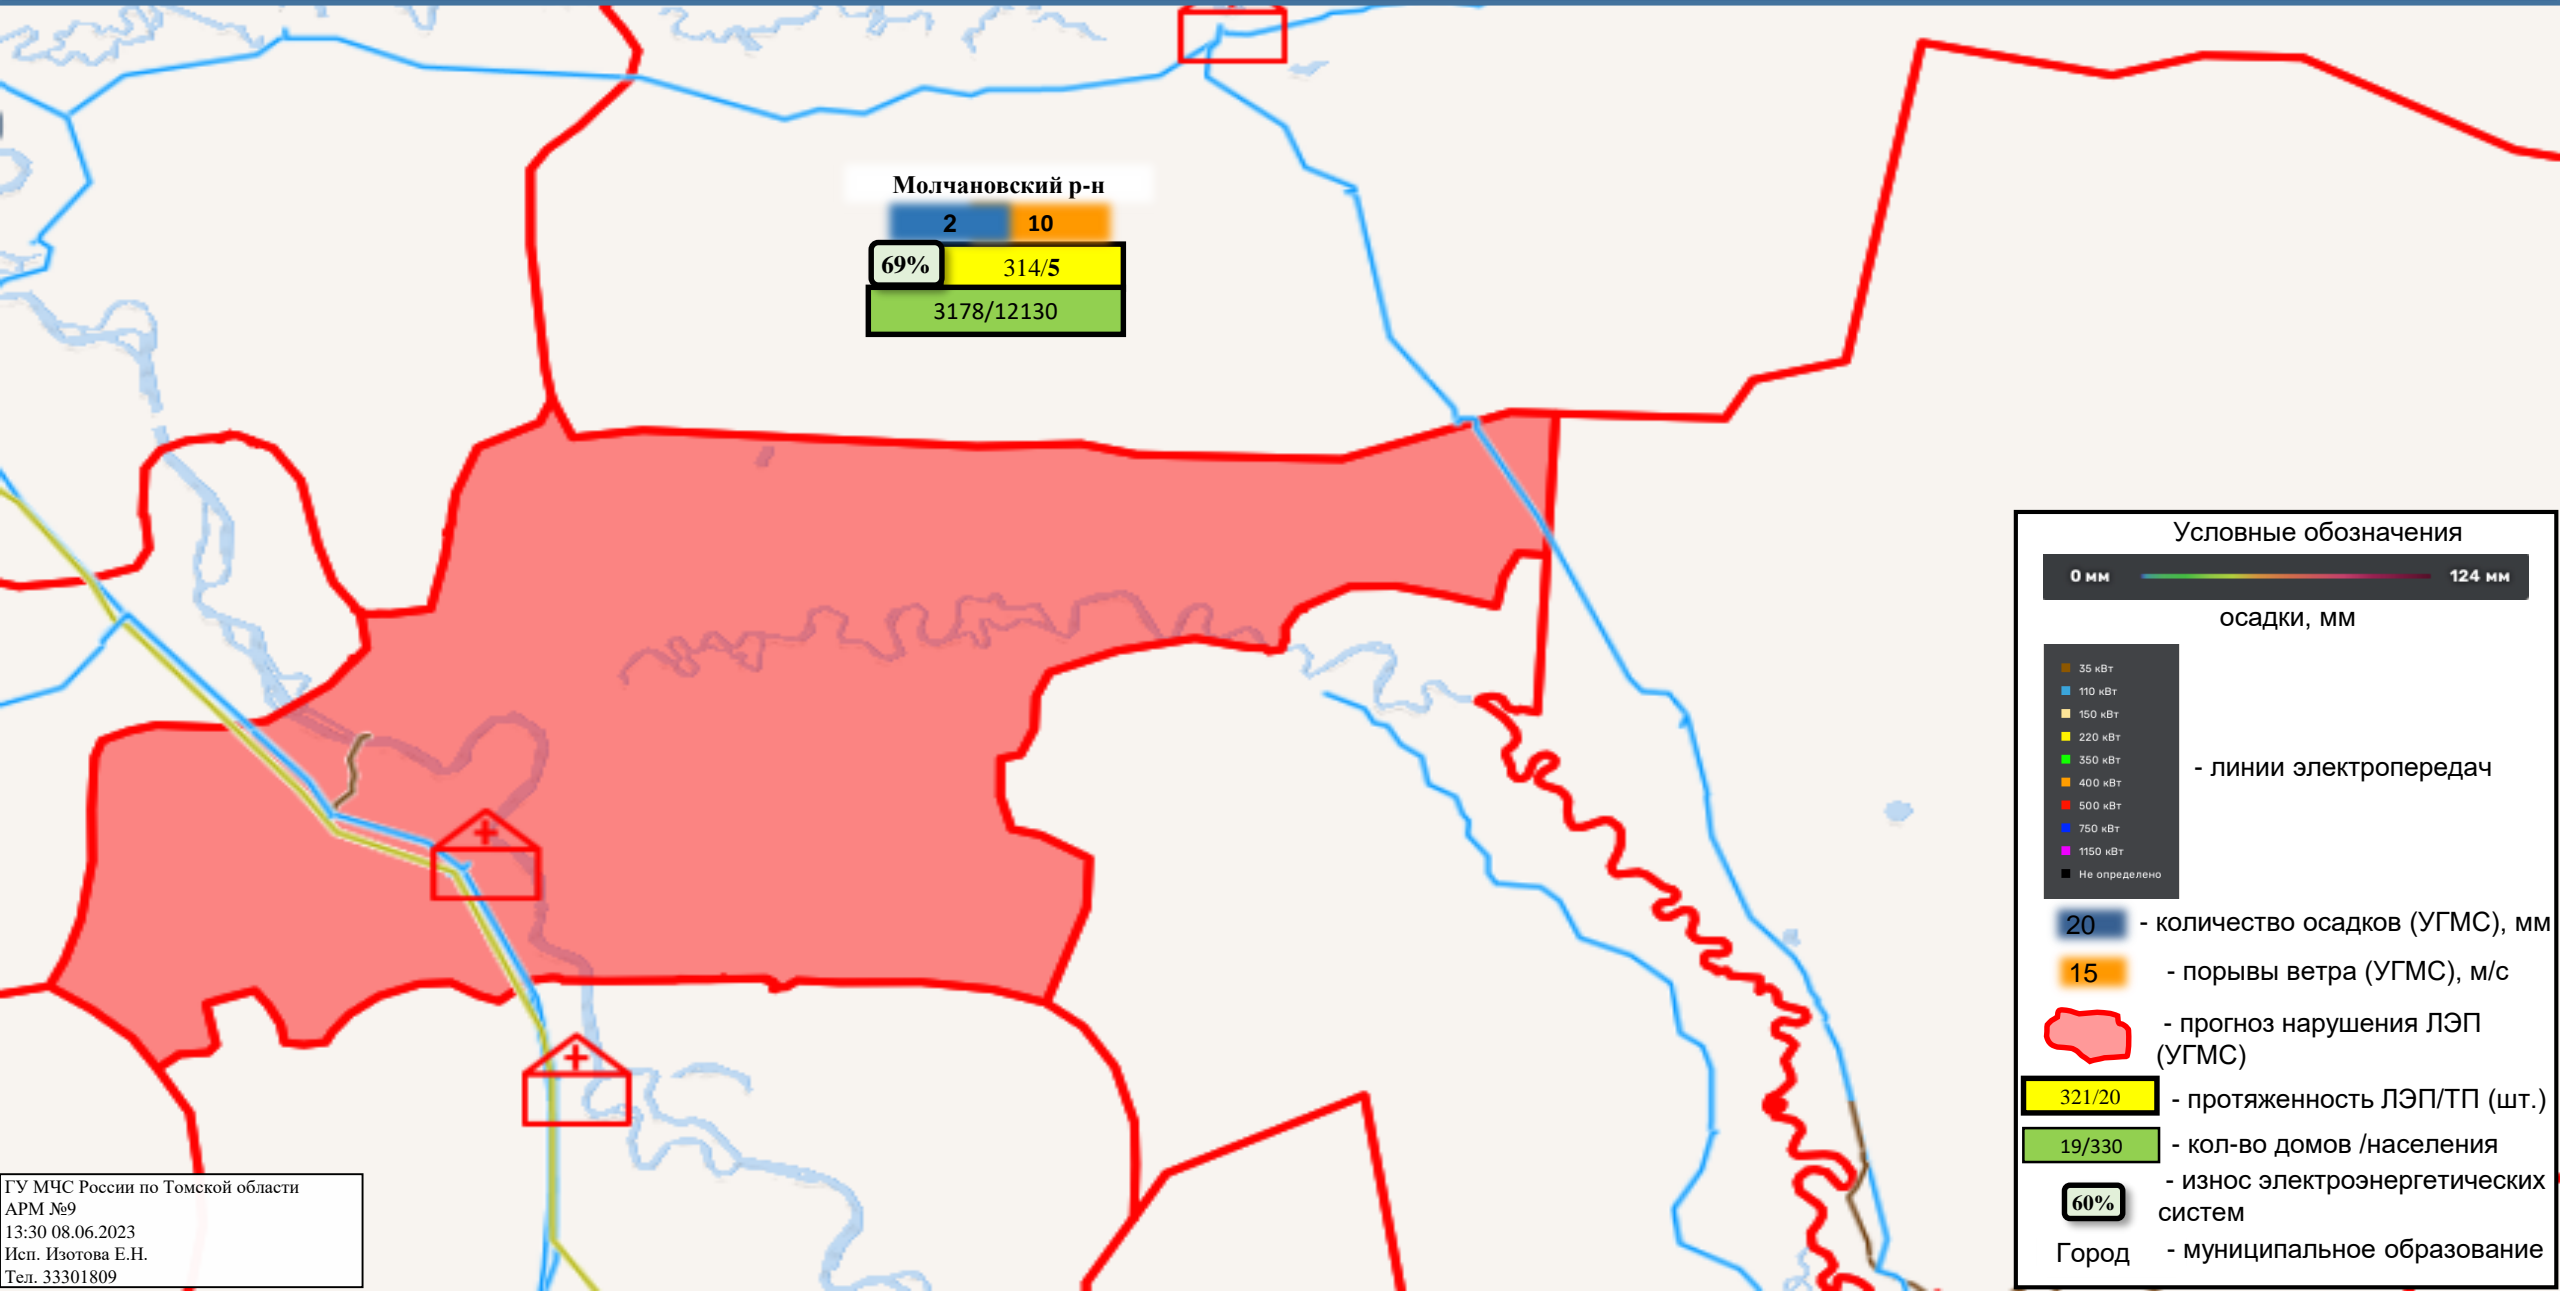 Молчановский р-н
2 10
69% 314/5
3178/12130
Условные обозначения
0 мм 124 мм
осадки, мм
35 кВт
110 кВт
150 кВт
220 кВт
350 кВт
400 кВт
500 кВт
750 кВт
1150 кВт
Не определено
- линии электропередач
20 - количество осадков (УГМС), мм
15 - порывы ветра (УГМС), м/с
- прогноз нарушения ЛЭП
(УГМС)
321/20 - протяженность ЛЭП/ТП (шт.)
19/330 - кол-во домов /населения
60% - износ электроэнергетических
систем
Город - муниципальное образование
ГУ МЧС России по Томской области
АРМ №9
13:30 08.06.2023
Исп. Изотова Е.Н.
Тел. 33301809